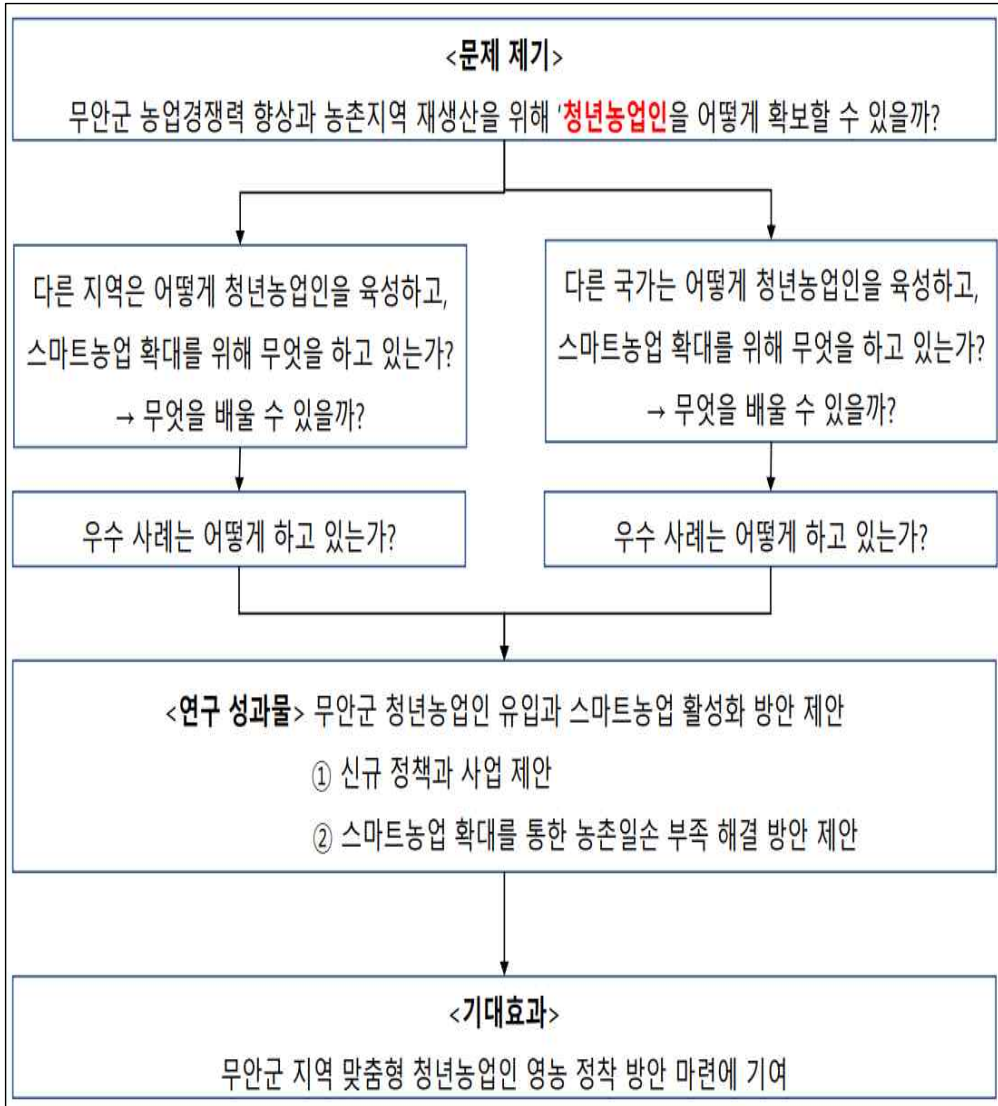 <문제 제기>
무안군 농업경쟁력 향상과 농촌지역 재생산을 위해 '청년농업인을 어떻게 확보할 수 있을까?
다른 지역은 어떻게 청년농업인을 육성하고,
스마트농업 확대를 위해 무엇을 하고 있는가?
→ 무엇을 배울 수 있을까?
다른 국가는 어떻게 청년농업인을 육성하고,
스마트농업 확대를 위해 무엇을 하고 있는가?
→ 무엇을 배울 수 있을까?
우수 사례는 어떻게 하고 있는가?
우수 사례는 어떻게 하고 있는가?
<연구 성과물> 무안군 청년농업인 유입과 스마트농업 활성화 방안 제안
① 신규 정책과 사업 제안
② 스마트농업 확대를 통한 농촌일손 부족 해결 방안 제안
<기대효과>
무안군 지역 맞춤형 청년농업인 영농 정착 방안 마련에 기여